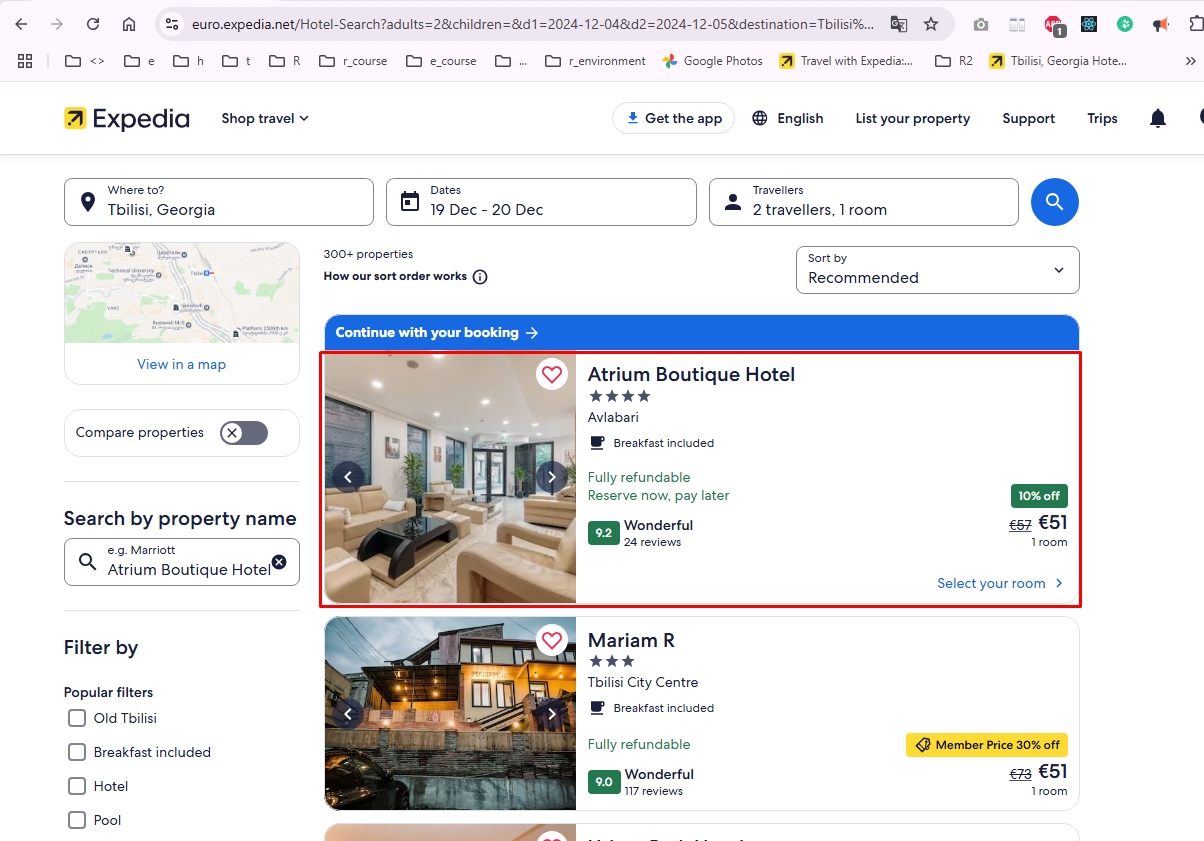 euro.expedia.net/Hotel-Search?adults=2&children=&d1=2024-12-04&d2=2024-12-05&destination=Tbilisi%...
1
<>
e
h
t
R
r_course
e_course
...
r_environment
Google Photos
Travel with Expedia:...
R2
Tbilisi, Georgia Hote...
»
Expedia
Shop travel
Get the app
English
List your property
Support
Trips
Where to?
Tbilisi, Georgia
Dates
19 Dec - 20 Dec
Travellers
2 travellers, 1 room
Technical University
View in a map
Compare properties
Search by property name
e.g. Marriott
Atrium Boutique Hotel
Filter by
Popular filters
Old Tbilisi
Breakfast included
Hotel
Pool
300+ properties
How our sort order works
Sort by
Recommended
Continue with your booking
Atrium Boutique Hotel
Avlabari
Breakfast included
Fully refundable
Reserve now, pay later
9.2 Wonderful
24 reviews
10% off
€57 €51
1 room
Select your room
Mariam R
Tbilisi City Centre
Breakfast included
Fully refundable
9.0 Wonderful
117 reviews
Member Price 30% off
€73 €51
1 room